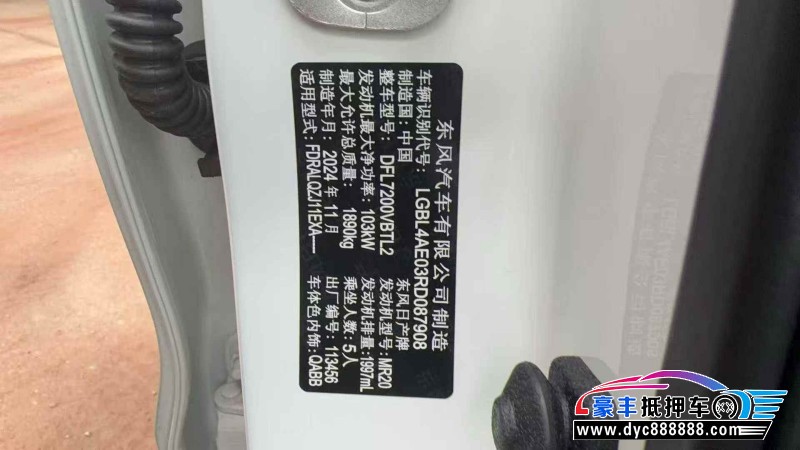 东风汽车有限公司制造
车辆识别代号: LGBL4AE03RD087908
制造国: 中国 东风日产牌
整车型号: DFL7200VBTL2 发动机型号: MR20
发动机最大净功率: 103kW 发动机排量: 1997mL
最大允许总质量: 1890kg 乘坐人数: 5人
制造年月: 2024年11月 出厂编号: 113456
适用型式: FDRALQZJ11EXA---- 车体色内饰: QABB
豪丰抵押车
www.dyc888888.com